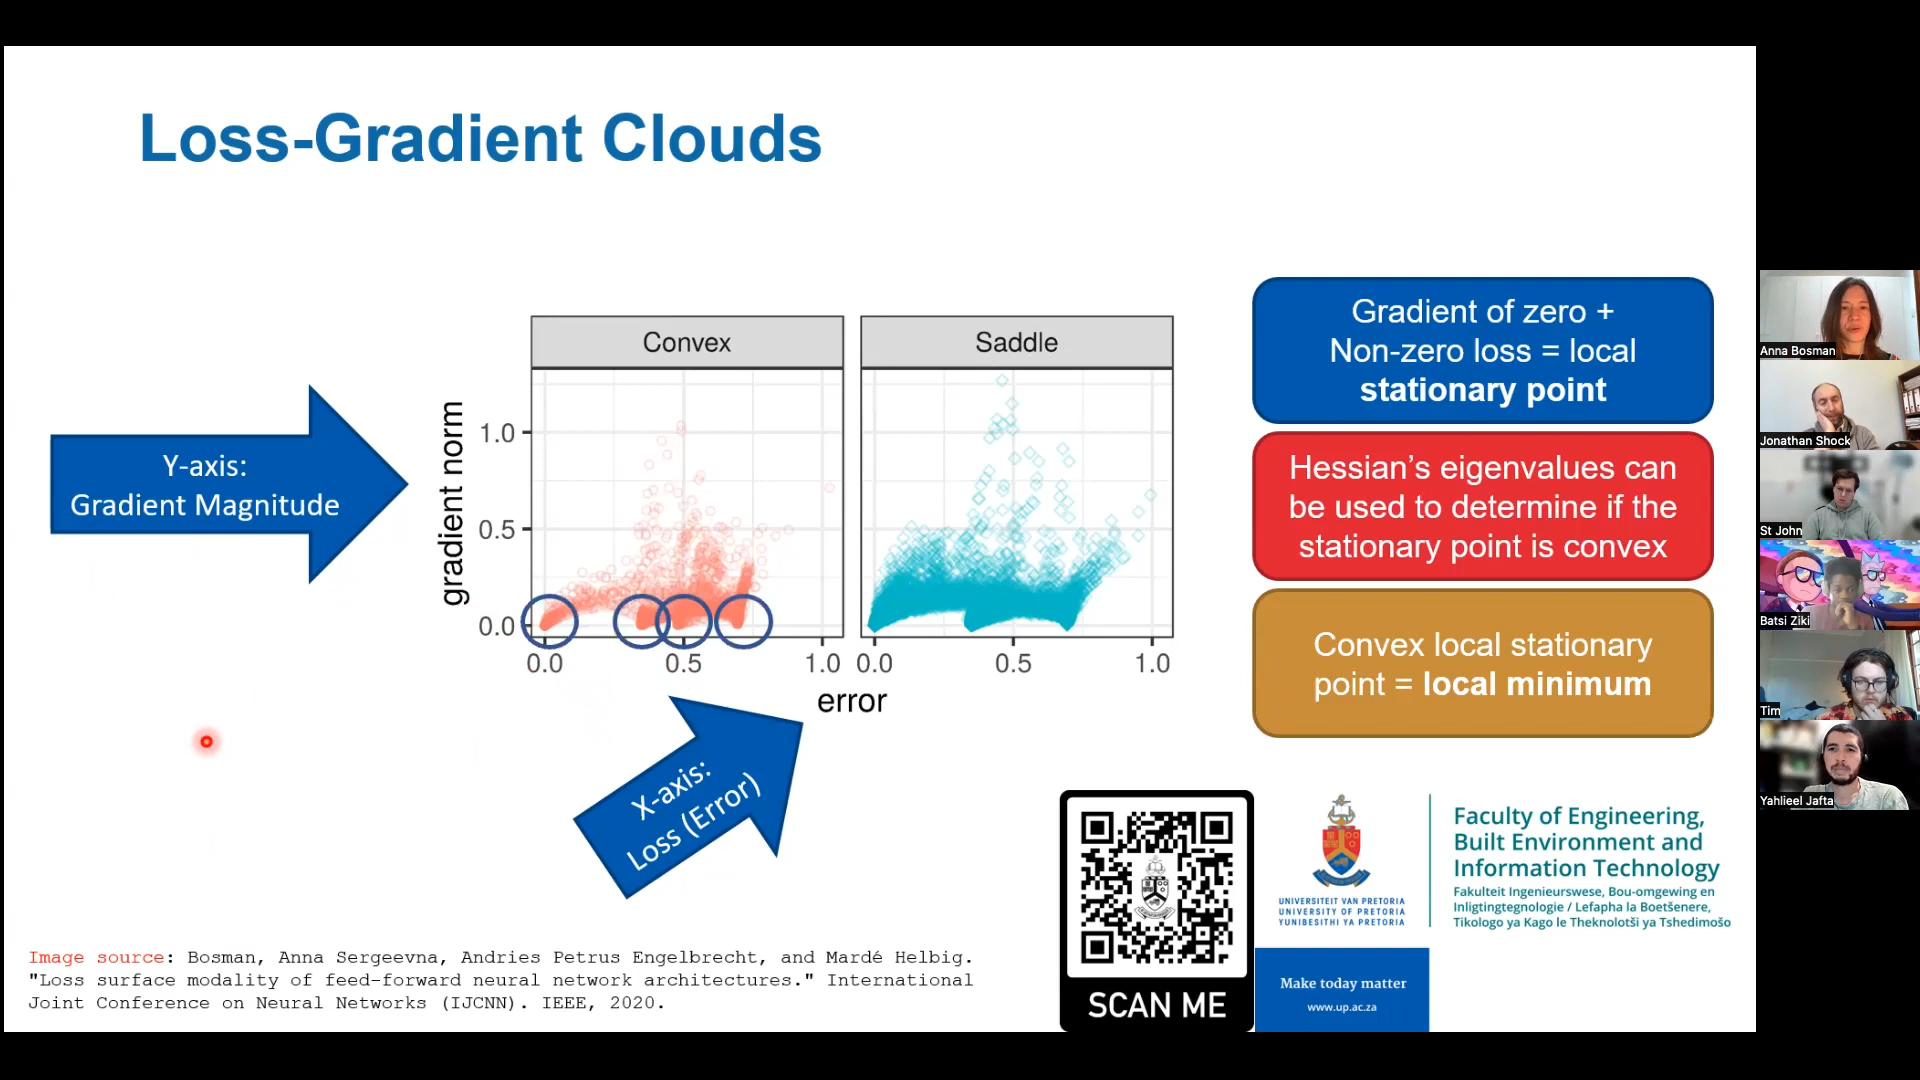 Loss-Gradient Clouds
Y-axis:
Gradient Magnitude
Convex
Saddle
gradient norm
1.0
0.5
0.0
0.0
0.5
1.0
0.0
0.5
1.0
error
X-axis:
Loss (Error)
Gradient of zero +
Non-zero loss = local
stationary point
Hessian’s eigenvalues can
be used to determine if the
stationary point is convex
Convex local stationary
point = local minimum
SCAN ME
UNIVERSITEIT VAN PRETORIA
UNIVERSITY OF PRETORIA
YUNIBESITHI YA PRETORIA
Faculty of Engineering,
Built Environment and
Information Technology
Fakulteit Ingenieurswese, Bou-omgewing en
Inligtingtegnologie / Lefapha la Boetšenere,
Tikologo ya Kago le Theknolotši ya Tshedimošo
Make today matter
www.up.ac.za
Image source: Bosman, Anna Sergeevna, Andries Petrus Engelbrecht, and Mardé Helbig.
"Loss surface modality of feed-forward neural network architectures." International
Joint Conference on Neural Networks (IJCNN). IEEE, 2020.
Anna Bosman
Jonathan Shock
St John
Batsi Ziki
Tim
Yahlieel Jafta